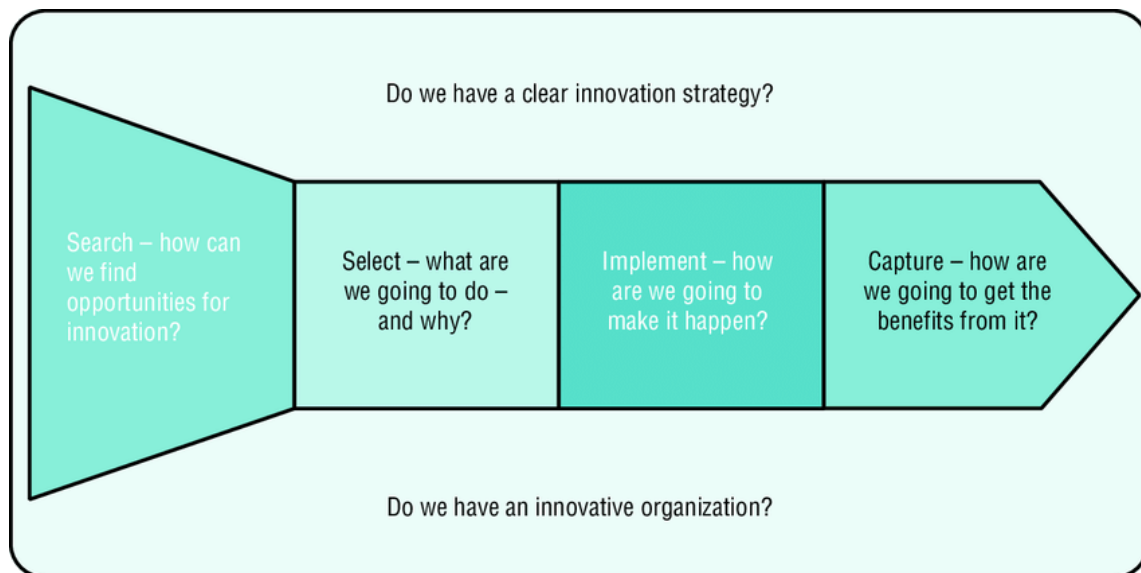 Do we have a clear innovation strategy?
Search – how can
we find
opportunities for
innovation?
Select – what are
we going to do –
and why?
Implement – how
are we going to
make it happen?
Capture – how are
we going to get the
benefits from it?
Do we have an innovative organization?